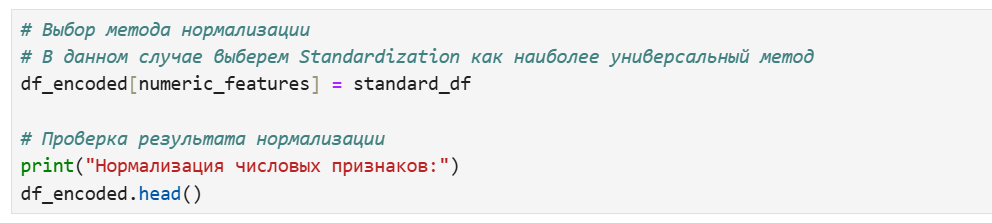 # Выбор метода нормализации
# В данном случае выберем Standardization как наиболее универсальный метод
df_encoded[numeric_features] = standard_df
# Проверка результата нормализации
print("Нормализация числовых признаков:")
df_encoded.head()